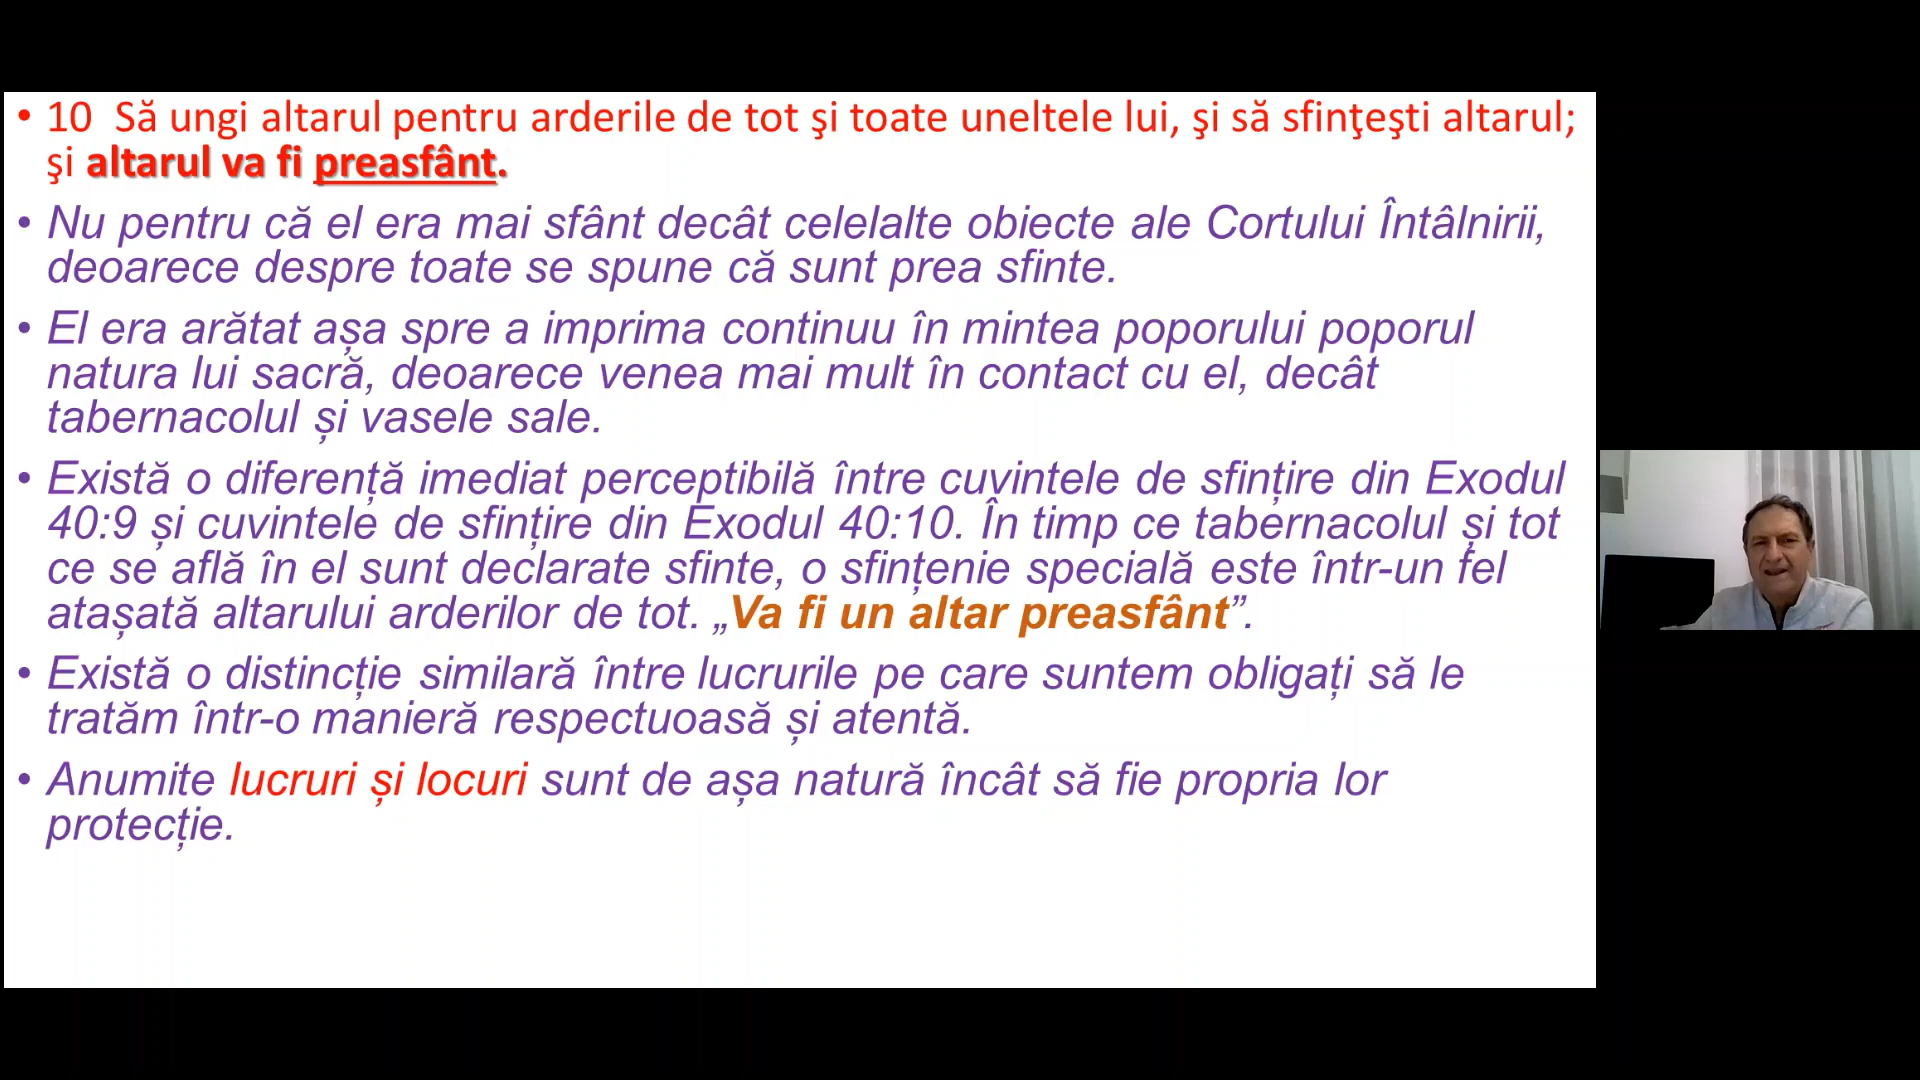 • 10 Să ungi altarul pentru arderile de tot şi toate uneltele lui, şi să sfinţeşti altarul;
şi altarul va fi preasfânt.
• Nu pentru că el era mai sfânt decât celelalte obiecte ale Cortului Întâlnirii,
deoarece despre toate se spune că sunt prea sfinte.
• El era arătat așa spre a imprima continuu în mintea poporului poporul
natura lui sacră, deoarece venea mai mult în contact cu el, decât
tabernacolul și vasele sale.
• Există o diferență imediat perceptibilă între cuvintele de sfințire din Exodul
40:9 și cuvintele de sfințire din Exodul 40:10. În timp ce tabernacolul și tot
ce se află în el sunt declarate sfinte, o sfințenie specială este într-un fel
atașată altarului arderilor de tot. „Va fi un altar preasfânt”.
• Există o distincție similară între lucrurile pe care suntem obligați să le
tratăm într-o manieră respectuoasă și atentă.
• Anumite lucruri și locuri sunt de așa natură încât să fie propria lor
protecție.